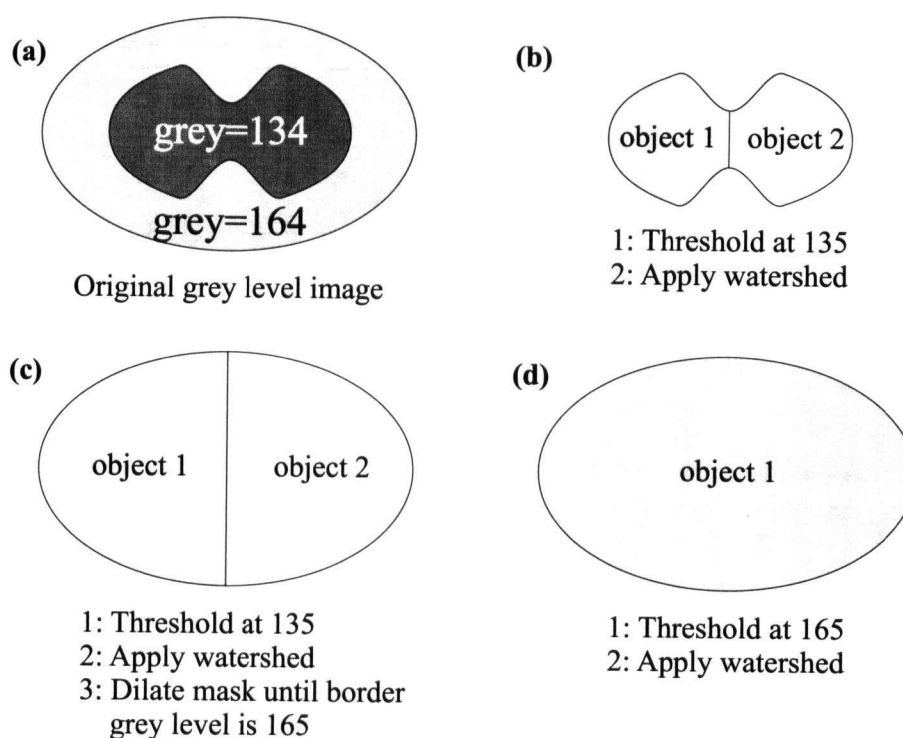 (a)
grey=134
grey=164
Original grey level image
(b)
object 1 object 2
1: Threshold at 135
2: Apply watershed
(c)
object 1 object 2
1: Threshold at 135
2: Apply watershed
3: Dilate mask until border
grey level is 165
(d)
object 1
1: Threshold at 165
2: Apply watershed